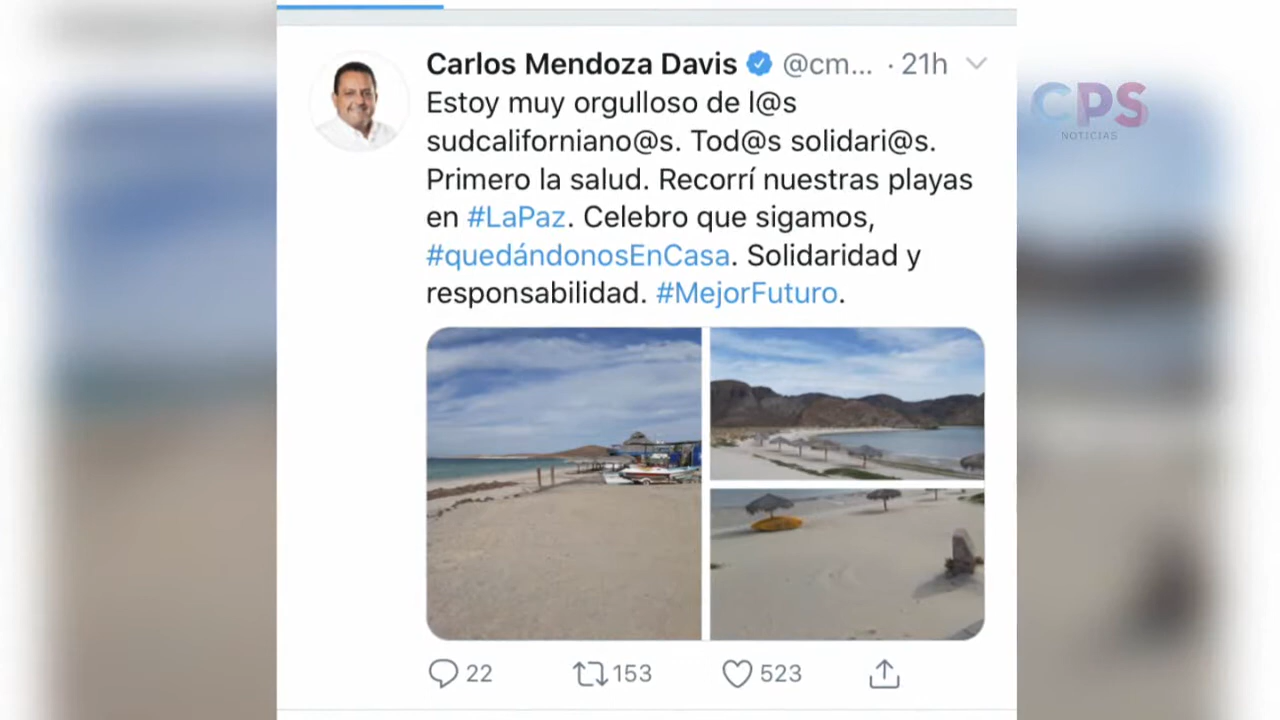 Carlos Mendoza Davis @cm... · 21h
Estoy muy orgulloso de l@s
sudcaliforniano@s. Tod@s solidari@s.
Primero la salud. Recorrí nuestras playas
en #LaPaz. Celebro que sigamos,
#quedándonosEnCasa. Solidaridad y
responsabilidad. #MejorFuturo.
22 153 523
CPS
NOTICIAS